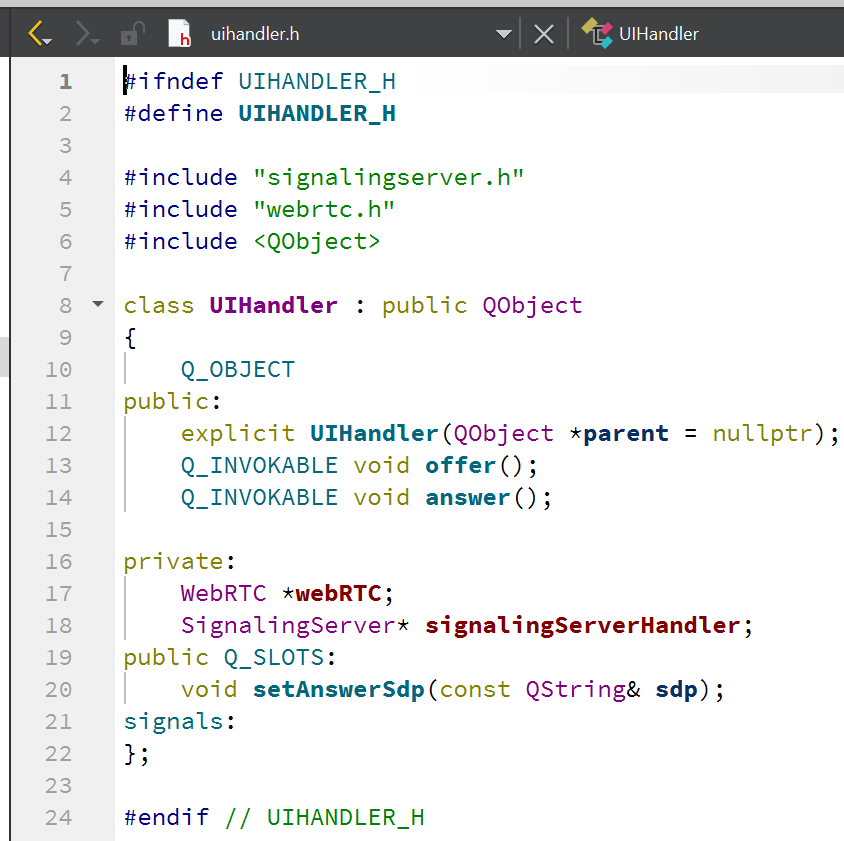 uihandler.h UIHandler
1 #ifndef UIHANDLER_H
2 #define UIHANDLER_H
3
4 #include "signalingserver.h"
5 #include "webrtc.h"
6 #include <QObject>
7
8 class UIHandler : public QObject
9 {
10     Q_OBJECT
11 public:
12     explicit UIHandler(QObject *parent = nullptr);
13     Q_INVOKABLE void offer();
14     Q_INVOKABLE void answer();
15
16 private:
17     WebRTC *webRTC;
18     SignalingServer* signalingServerHandler;
19 public Q_SLOTS:
20     void setAnswerSdp(const QString& sdp);
21 signals:
22 };
23
24 #endif // UIHANDLER_H